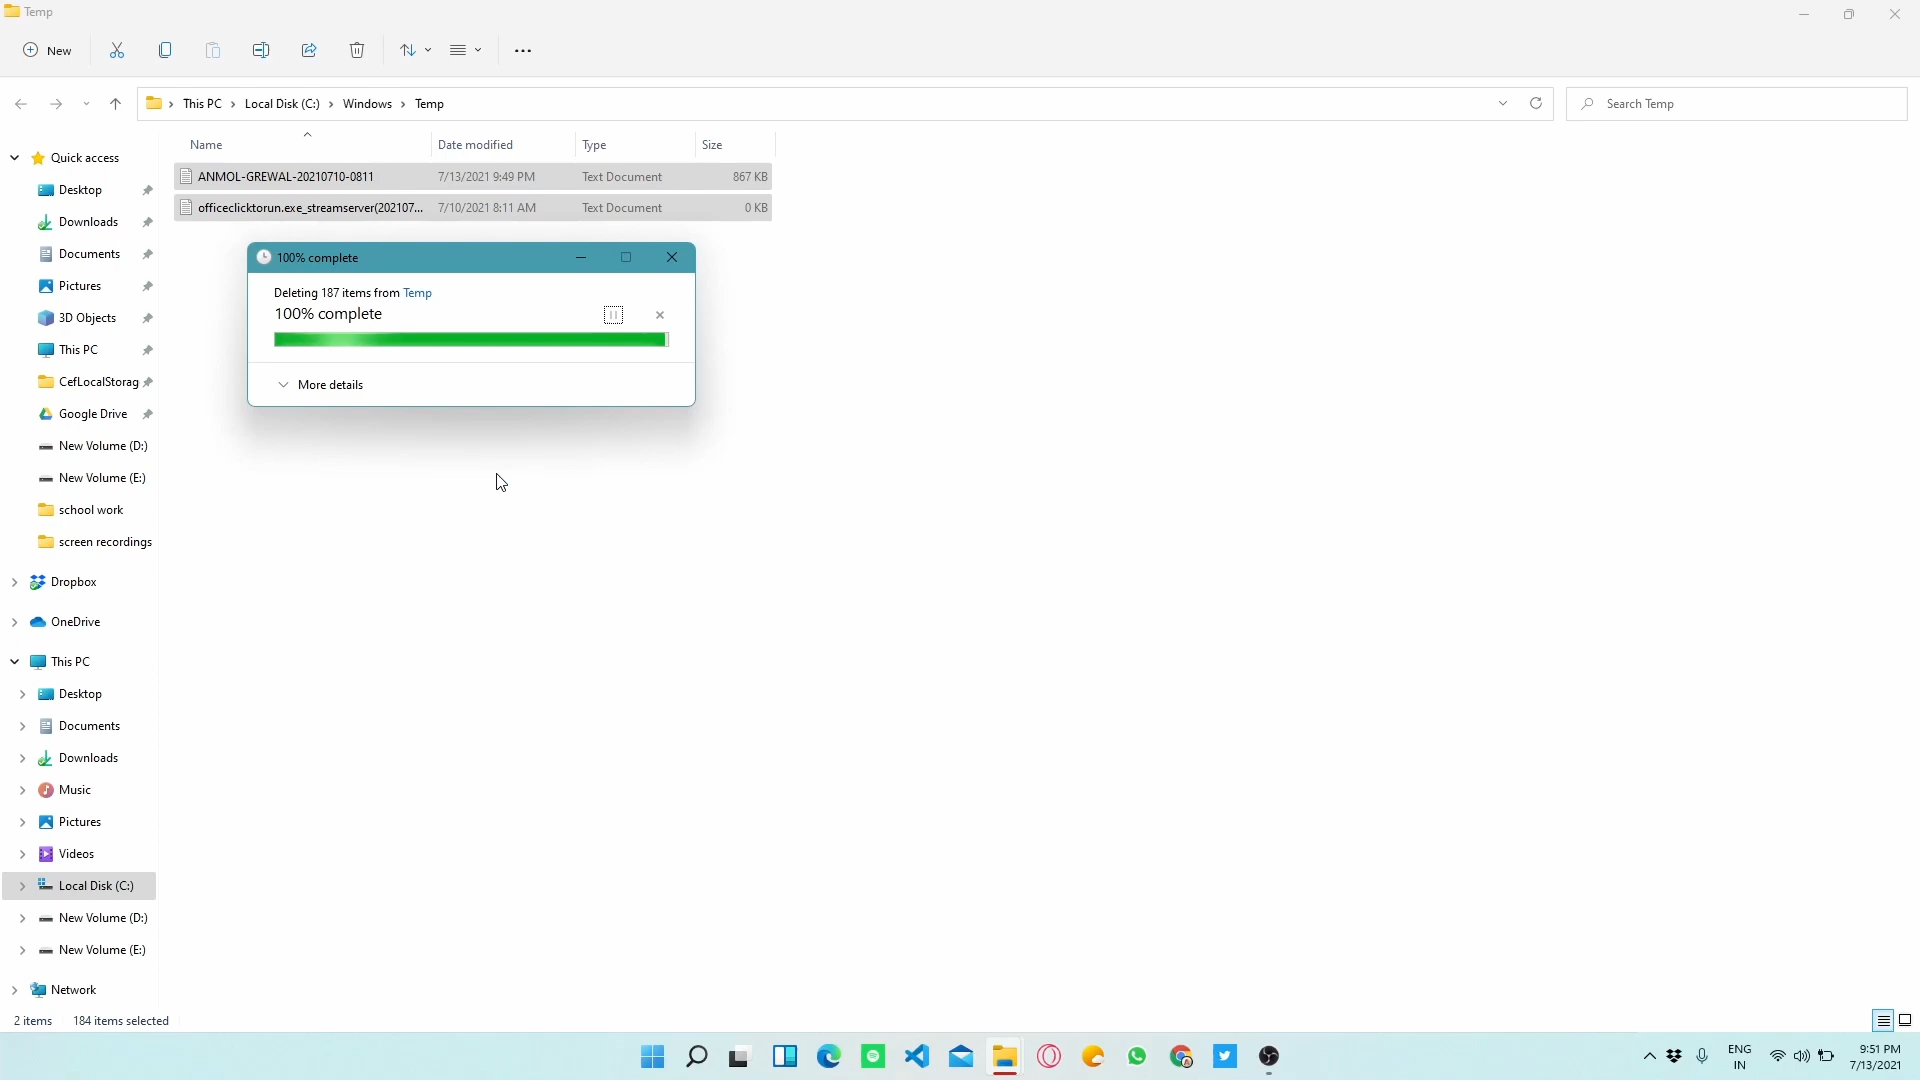 Temp
New
This PC > Local Disk (C:) > Windows > Temp
Search Temp
Name Date modified Type Size
ANMOL-GREWAL-20210710-0811 7/13/2021 9:49 PM Text Document 867 KB
officeclicktorun.exe_streamserver(202107... 7/10/2021 8:11 AM Text Document 0 KB
100% complete
Deleting 187 items from Temp
100% complete
More details
Quick access
Desktop
Downloads
Documents
Pictures
3D Objects
This PC
CefLocalStorag
Google Drive
New Volume (D:)
New Volume (E:)
school work
screen recordings
Dropbox
OneDrive
This PC
Desktop
Documents
Downloads
Music
Pictures
Videos
Local Disk (C:)
New Volume (D:)
New Volume (E:)
Network
2 items 184 items selected
ENG
IN
9:51 PM
7/13/2021